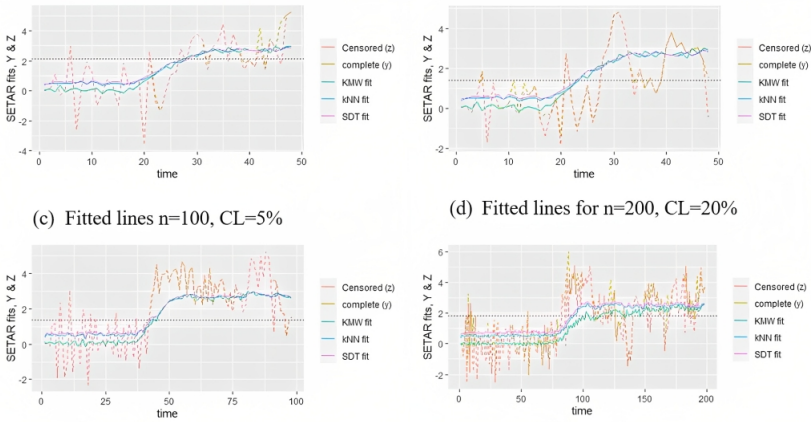 SETAR fits, Y & Z
4
2
0
-2
-4
0
10
20
30
40
50
time
Censored (z)
complete (y)
KMW fit
kNN fit
SDT fit
SETAR fits, Y & Z
4
2
0
-2
0
10
20
30
40
50
time
Censored (z)
complete (y)
KMW fit
kNN fit
SDT fit
(c) Fitted lines n=100, CL=5%
(d) Fitted lines for n=200, CL=20%
SETAR fits, Y & Z
4
2
0
-2
0
25
50
75
100
time
Censored (z)
complete (y)
KMW fit
kNN fit
SDT fit
SETAR fits, Y & Z
6
4
2
0
-2
0
50
100
150
200
time
Censored (z)
complete (y)
KMW fit
kNN fit
SDT fit